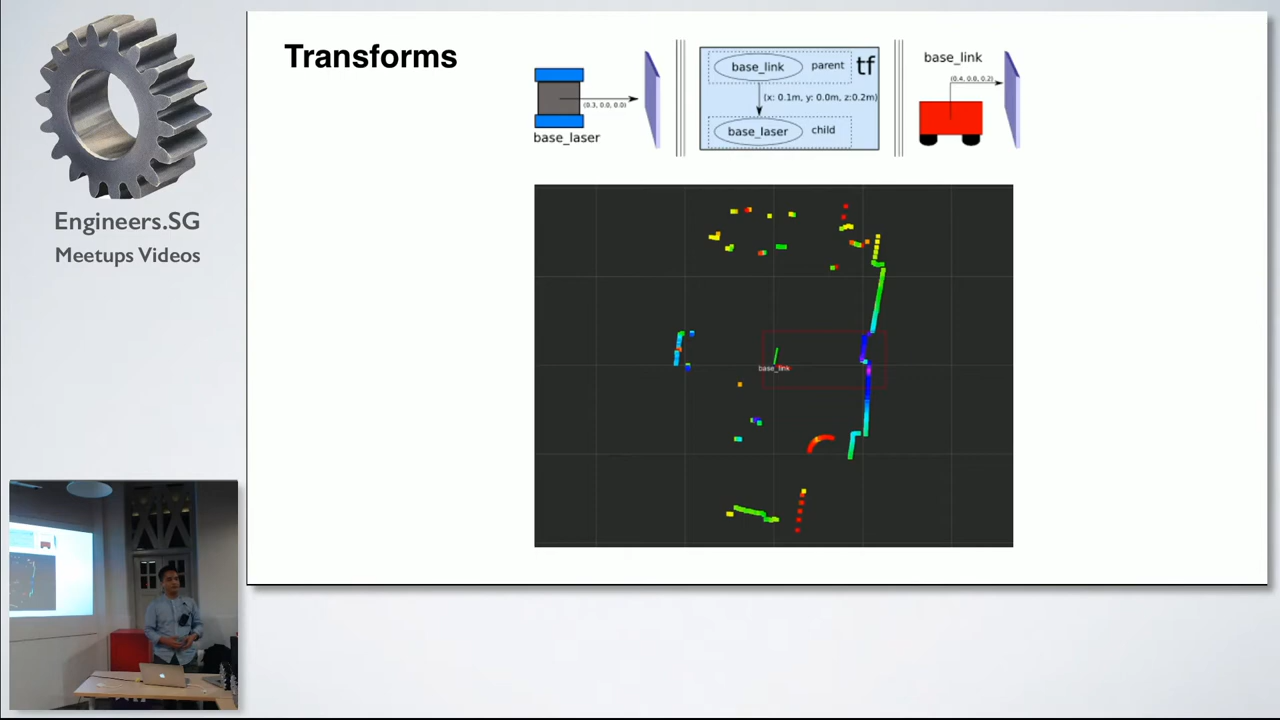 Engineers.SG
Meetups Videos
Transforms
base_laser
(0.3, 0.0, 0.0)
base_link
parent
tf
(x: 0.1m, y: 0.0m, z:0.2m)
base_laser
child
base_link
(0.4, 0.0, 0.2)
base_link